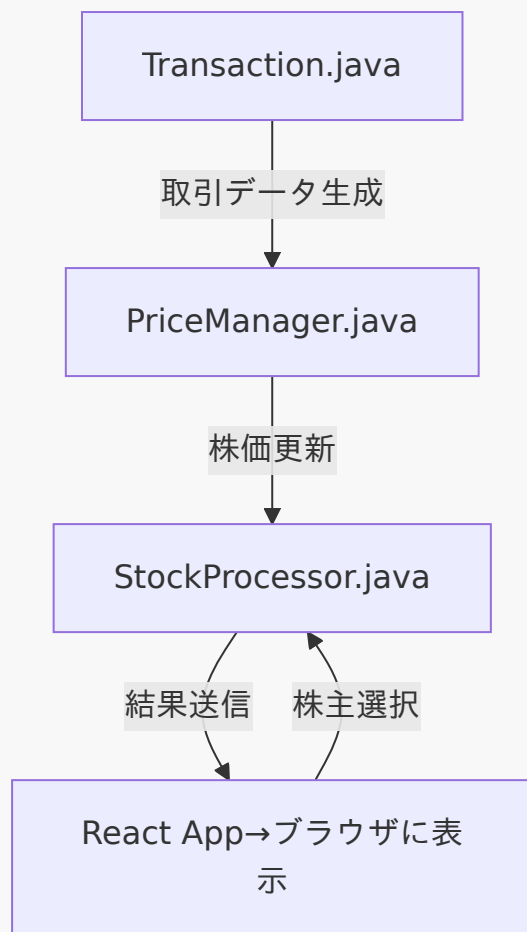 Transaction.java
取引データ生成
PriceManager.java
株価更新
StockProcessor.java
結果送信
株主選択
React App→ブラウザに表
示